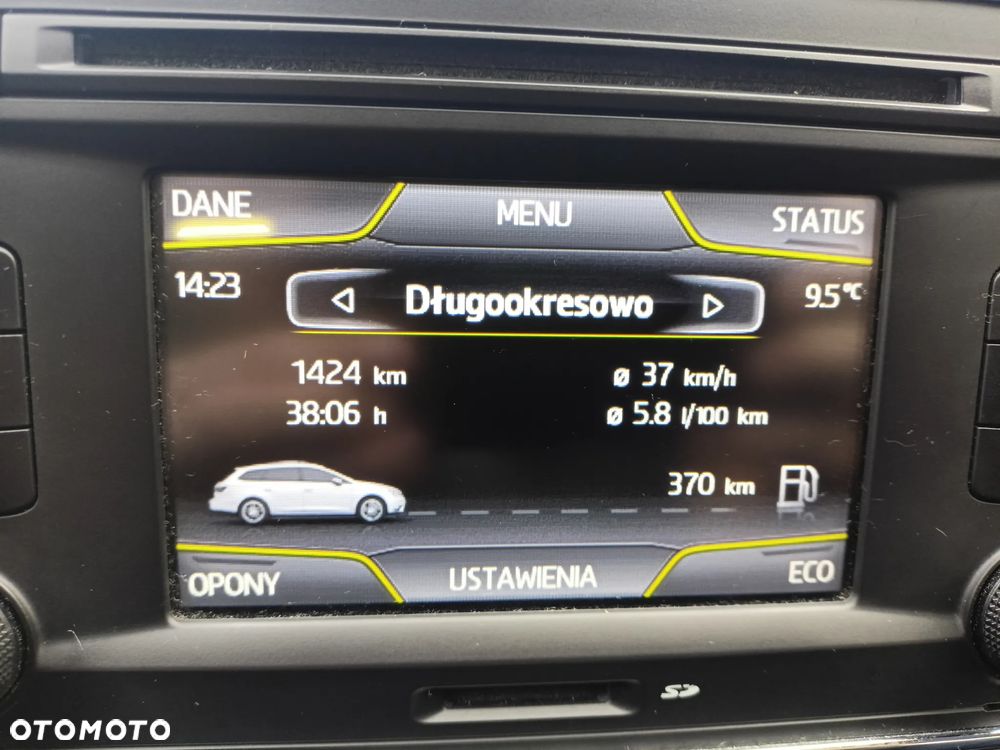 DANE MENU STATUS
14:23 Długookresowo 9.5°C
1424 km ø 37 km/h
38:06 h ø 5.8 l/100 km
370 km
OPONY USTAWIENIA ECO
SD
OTOMOTO